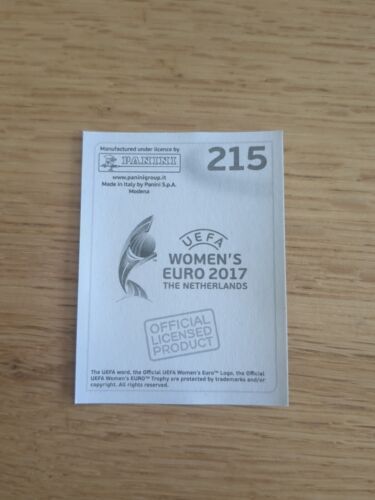 Manufactured under licence by
PANINI
215
www.paninigroup.it
Made in Italy by Panini S.p.A.
Modena
UEFA
WOMEN'S
EURO 2017
THE NETHERLANDS
OFFICIAL
LICENSED
PRODUCT
The UEFA word, the Official UEFA Women's Euro™ Logo, the Official
UEFA Women's EURO™ Trophy are protected by trademarks and/or
copyright. All rights reserved.